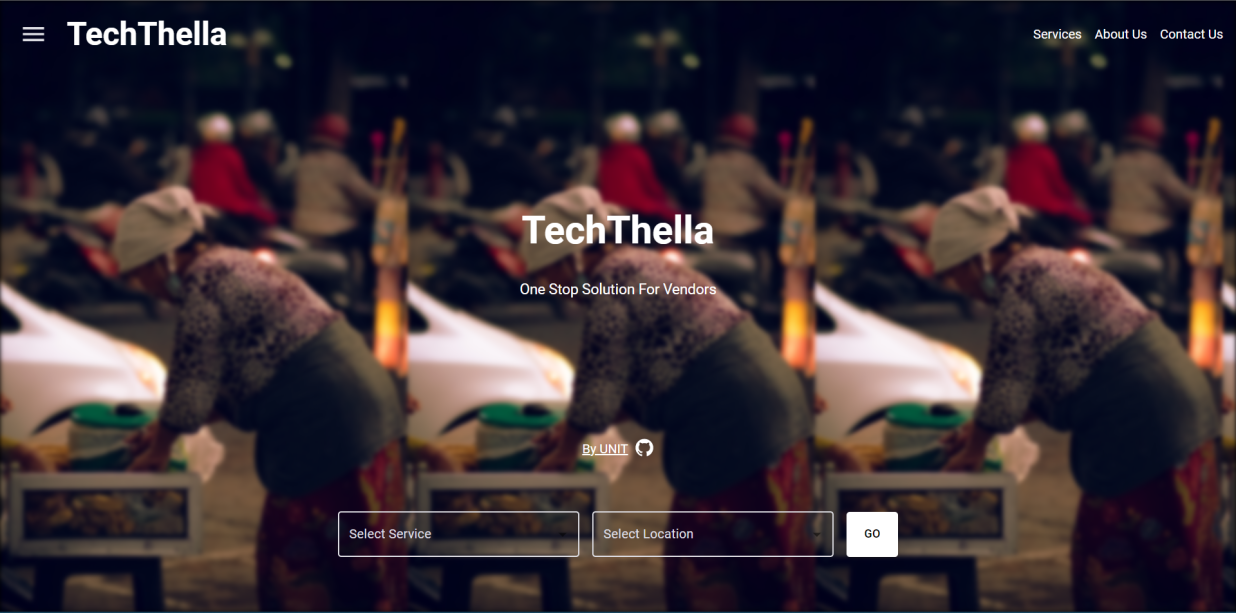 TechThella
Services About Us Contact Us
TechThella
One Stop Solution For Vendors
By UNIT
Select Service
Select Location
GO